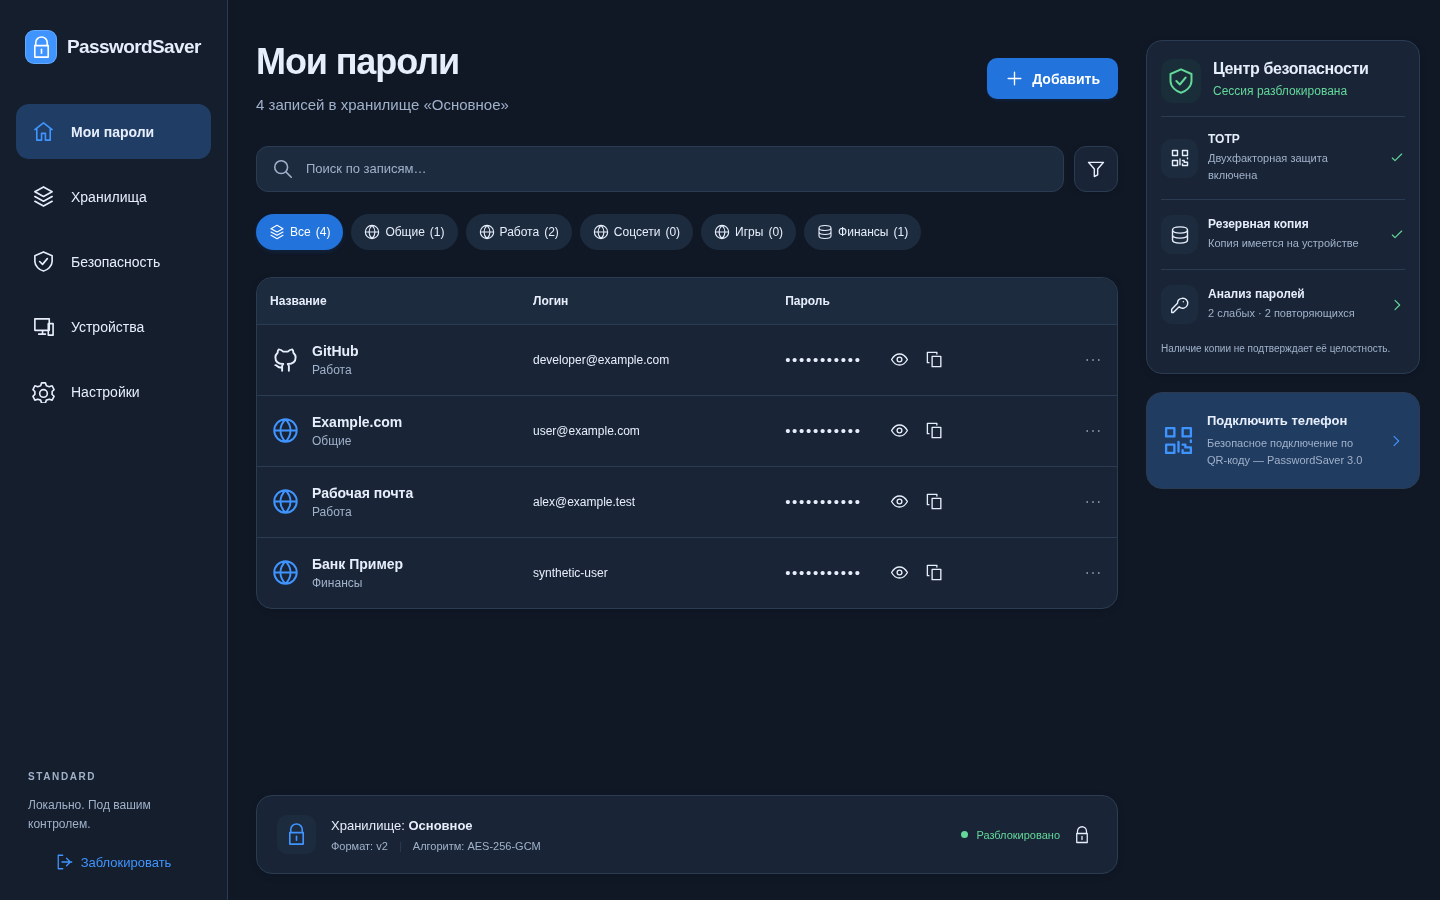 PasswordSaver
Мои пароли
Хранилища
Безопасность
Устройства
Настройки
STANDARD
Локально. Под вашим
контролем.
Заблокировать
Мои пароли
4 записей в хранилище «Основное»
Добавить
Поиск по записям…
Все (4)
Общие (1)
Работа (2)
Соцсети (0)
Игры (0)
Финансы (1)
Название Логин Пароль
GitHub
Работа
developer@example.com
•••••••••••
Example.com
Общие
user@example.com
•••••••••••
Рабочая почта
Работа
alex@example.test
•••••••••••
Банк Пример
Финансы
synthetic-user
•••••••••••
Хранилище: Основное
Формат: v2 | Алгоритм: AES-256-GCM
Разблокировано
Центр безопасности
Сессия разблокирована
TOTP
Двухфакторная защита
включена
Резервная копия
Копия имеется на устройстве
Анализ паролей
2 слабых · 2 повторяющихся
Наличие копии не подтверждает её целостность.
Подключить телефон
Безопасное подключение по
QR-коду — PasswordSaver 3.0